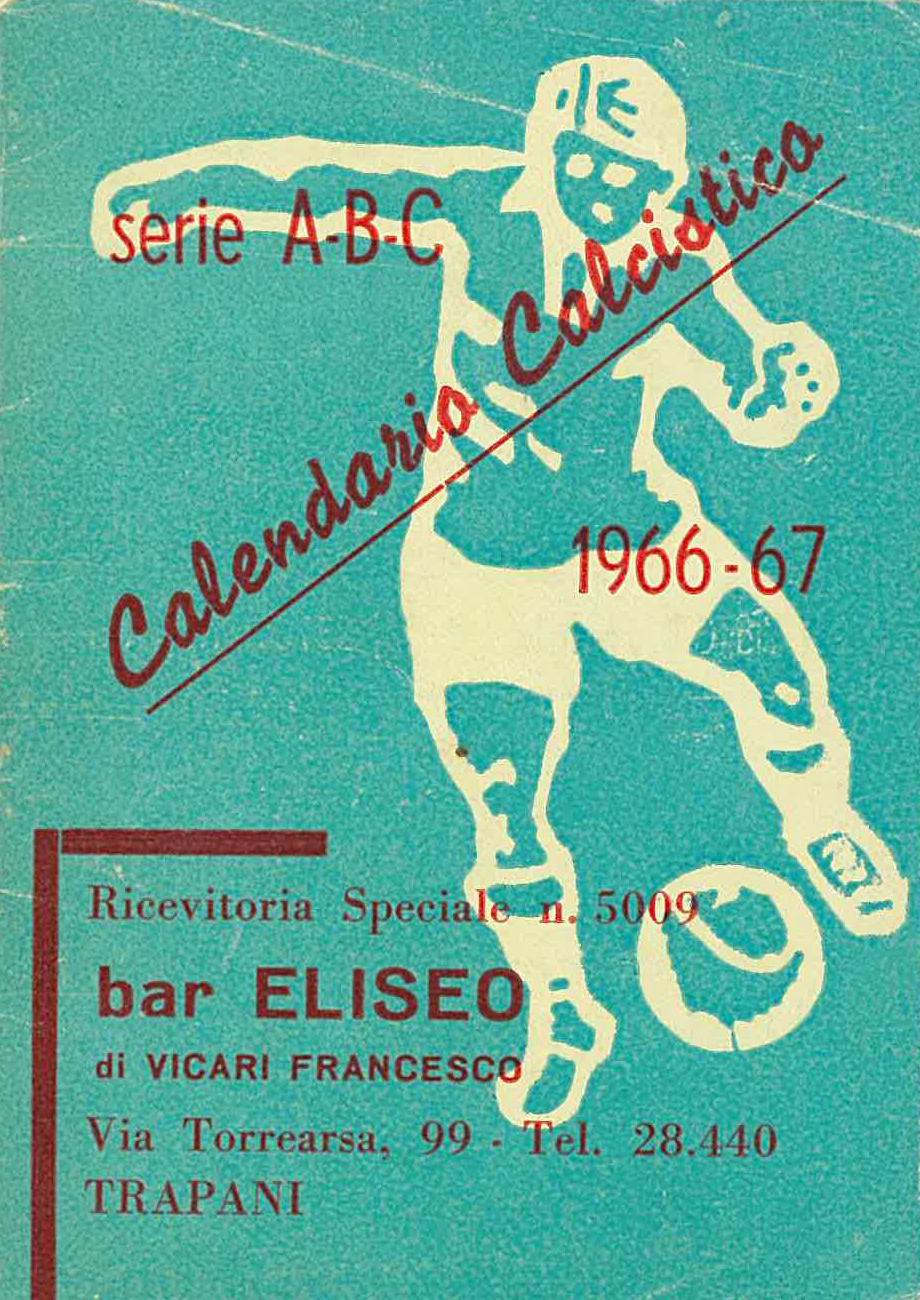 serie A-B-C
Calendario Calcistico
1966-67
Ricevitoria Speciale n. 5009
bar ELISEO
di VICARI FRANCESCO
Via Torrearsa, 99 - Tel. 28.440
TRAPANI